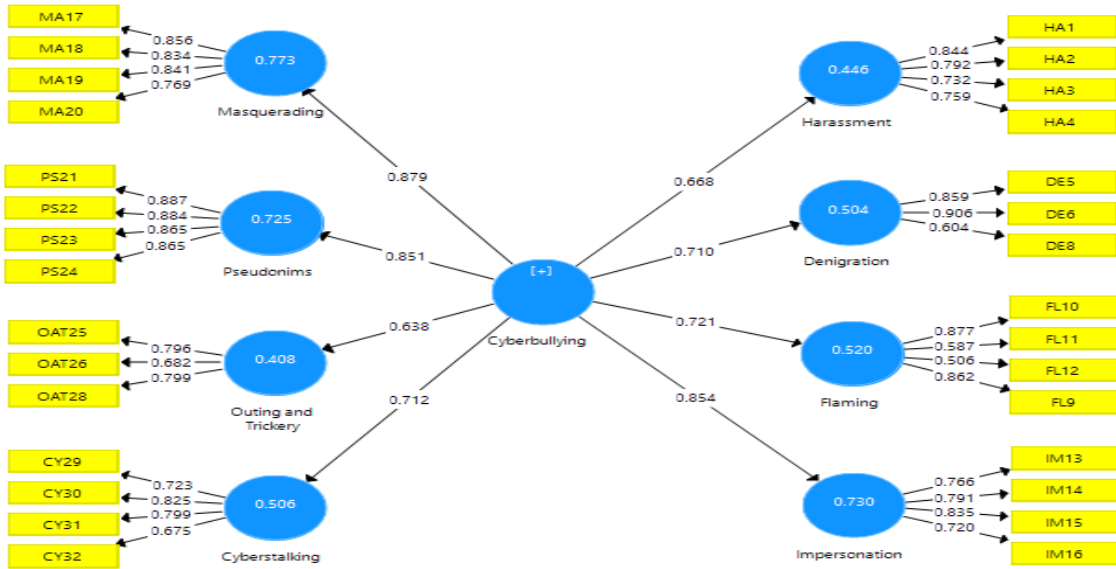 MA17
MA18
MA19
MA20
0.856
0.834
0.841
0.769
0.773
Masquerading
PS21
PS22
PS23
PS24
0.887
0.884
0.865
0.865
0.725
Pseudonims
OAT25
OAT26
OAT28
0.796
0.682
0.799
0.408
Outing and
Trickery
CY29
CY30
CY31
CY32
0.723
0.825
0.799
0.675
0.506
Cyberstalking
0.879
0.851
0.638
0.712
[+]
Cyberbullying
0.668
0.710
0.721
0.854
0.446
Harassment
0.844
0.792
0.732
0.759
HA1
HA2
HA3
HA4
0.504
Denigration
0.859
0.906
0.604
DE5
DE6
DE8
0.520
Flaming
0.877
0.587
0.506
0.862
FL10
FL11
FL12
FL9
0.730
Impersonation
0.766
0.791
0.835
0.720
IM13
IM14
IM15
IM16